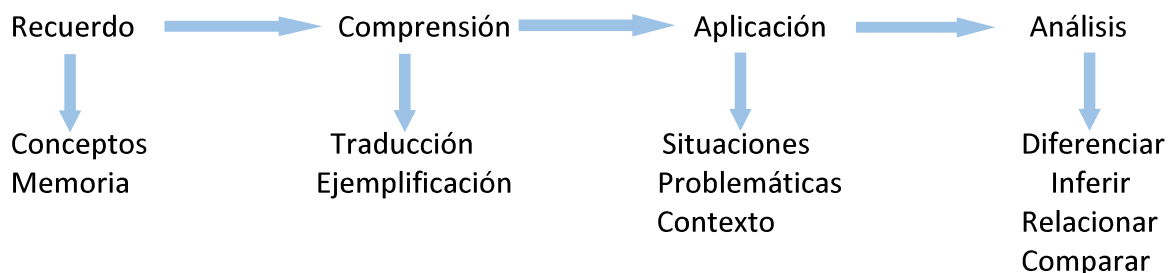 Recuerdo Comprensión Aplicación Análisis
Conceptos Traducción Situaciones Diferenciar
Memoria Ejemplificación Problemáticas Inferir
Contexto Relacionar
Comparar